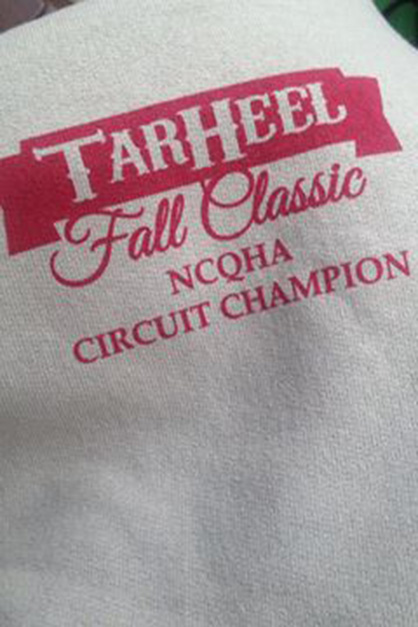 TARHEEL
Fall Classic
NCQHA
CIRCUIT CHAMPION